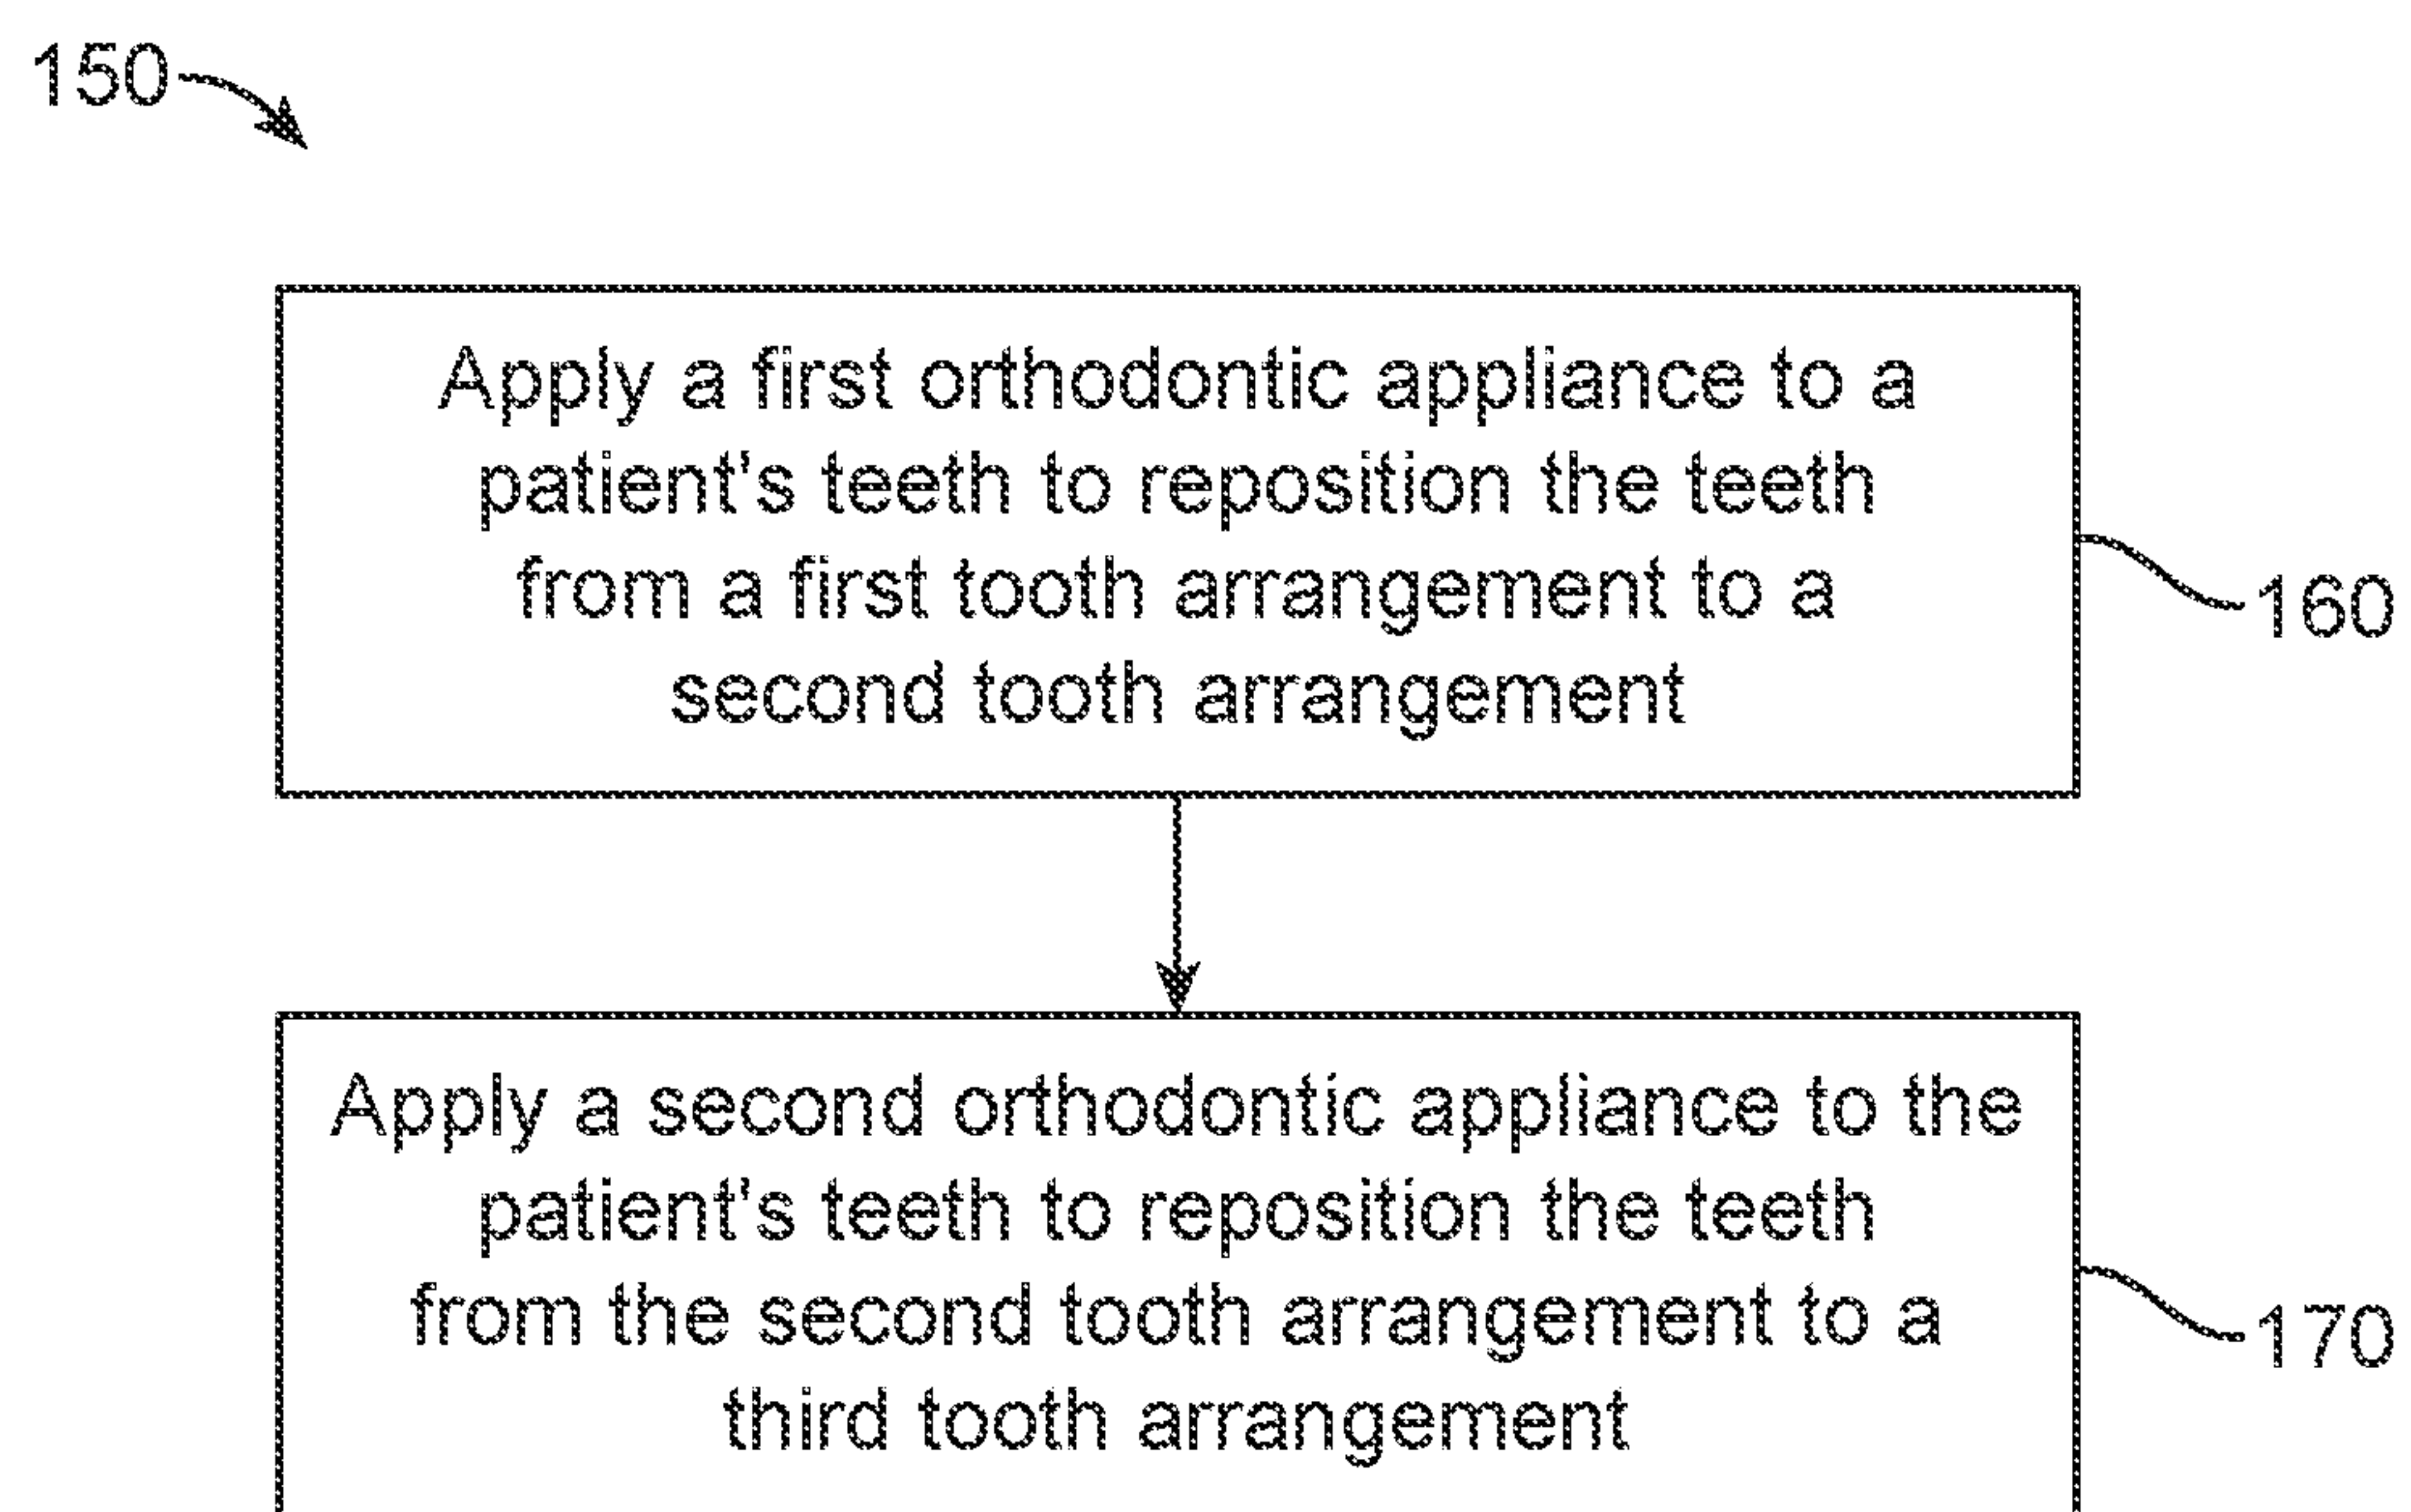 150
Apply a first orthodontic appliance to a
patient's teeth to reposition the teeth
from a first tooth arrangement to a
second tooth arrangement
160
Apply a second orthodontic appliance to the
patient's teeth to reposition the teeth
from the second tooth arrangement to a
third tooth arrangement
170